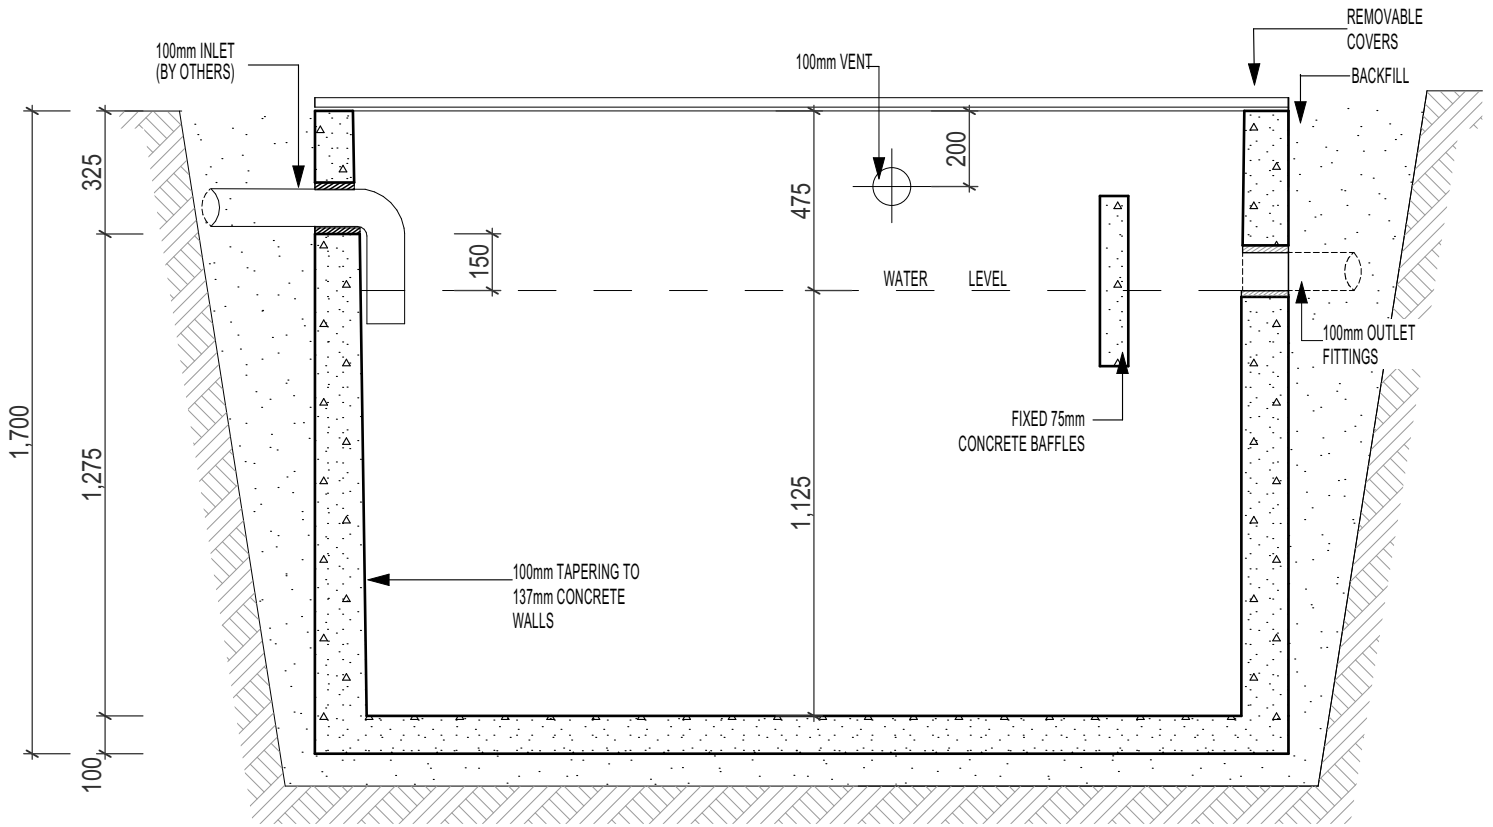 REMOVABLE
COVERS
100mm INLET
(BY OTHERS)
100mm VENT
BACKFILL
325
200
475
150
WATER LEVEL
100mm OUTLET
FITTINGS
1,700
1,275
FIXED 75mm
CONCRETE BAFFLES
1,125
100mm TAPERING TO
137mm CONCRETE
WALLS
100